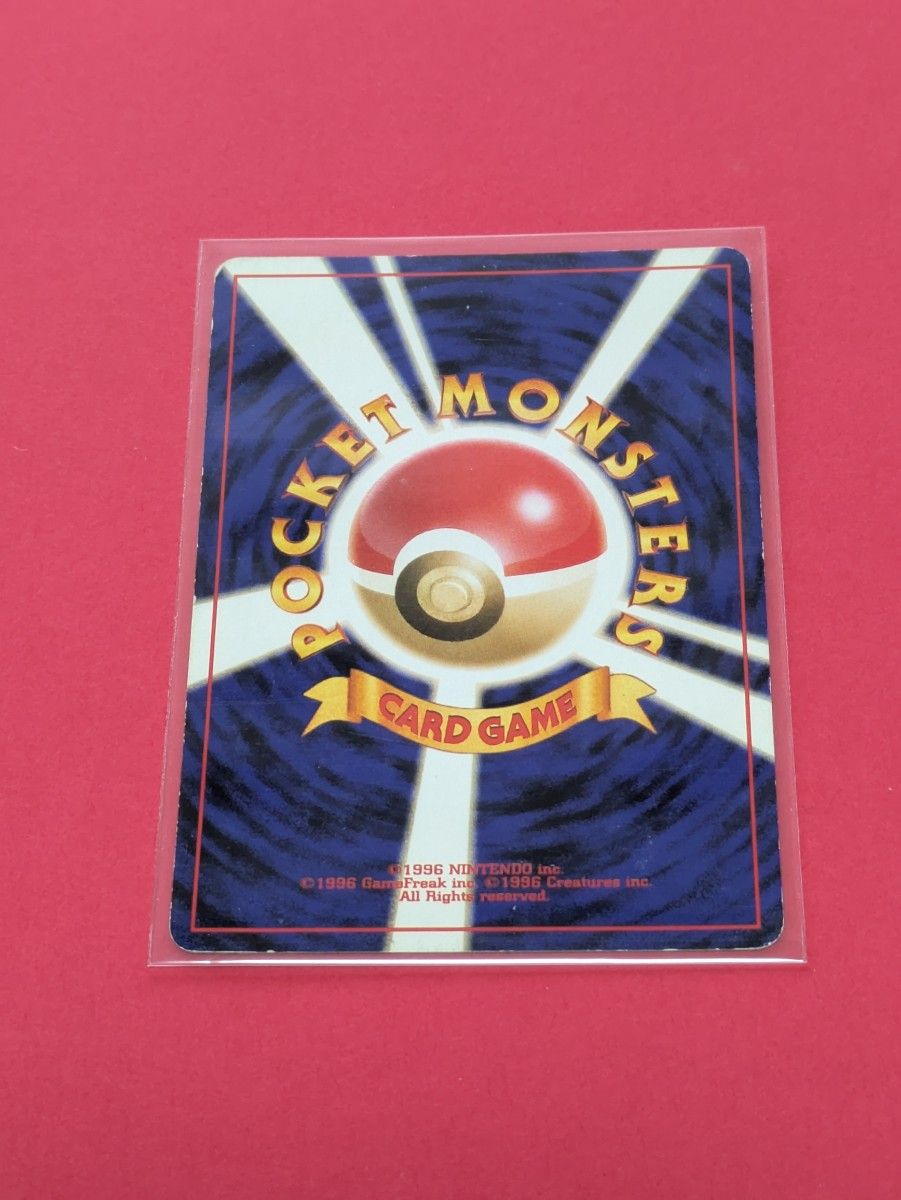 POCKET MONSTERS
CARD GAME
©1996 NINTENDO inc.
©1996 GameFreak inc. ©1996 Creatures inc.
All Rights reserved.